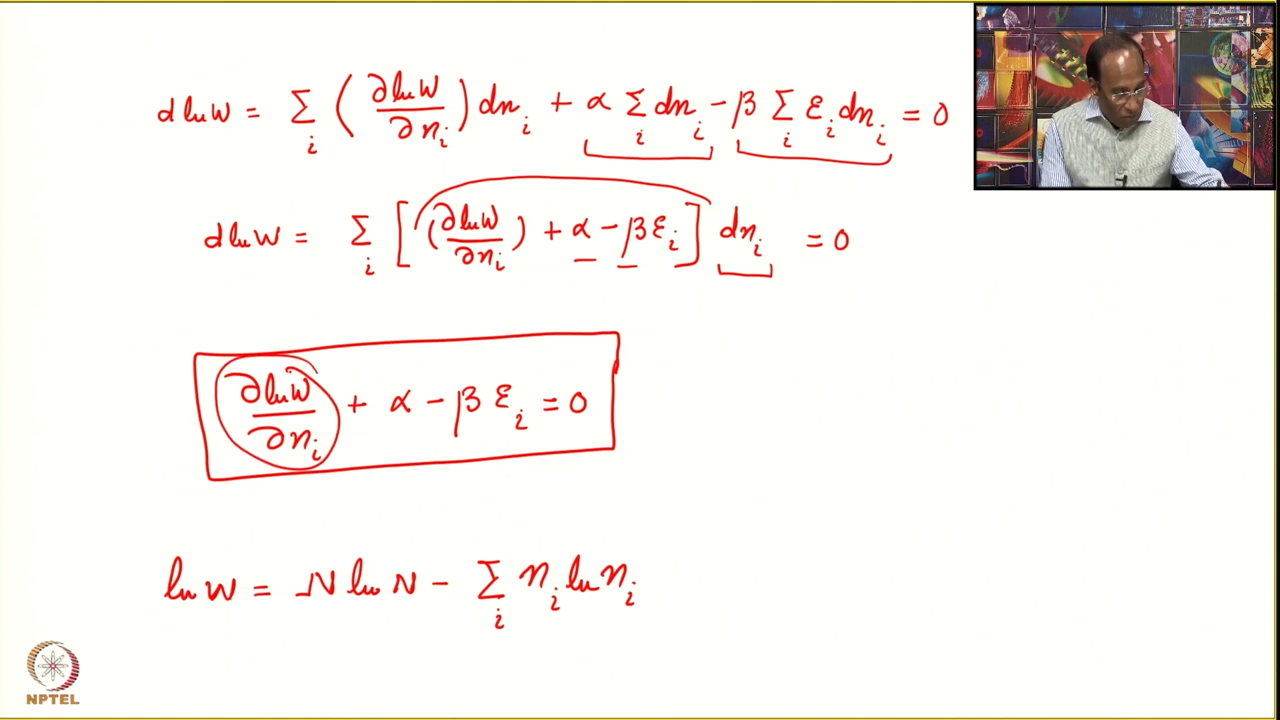 d ln W = Σ_i (∂ln W/∂n_i) dn_i + α Σ_i dn_i − β Σ_i ε_i dn_i = 0
d ln W = Σ_i [(∂ln W/∂n_i) + α − β ε_i] dn_i = 0
∂ln W/∂n_i + α − β ε_i = 0
ln W = N ln N − Σ_i n_i ln n_i
NPTEL